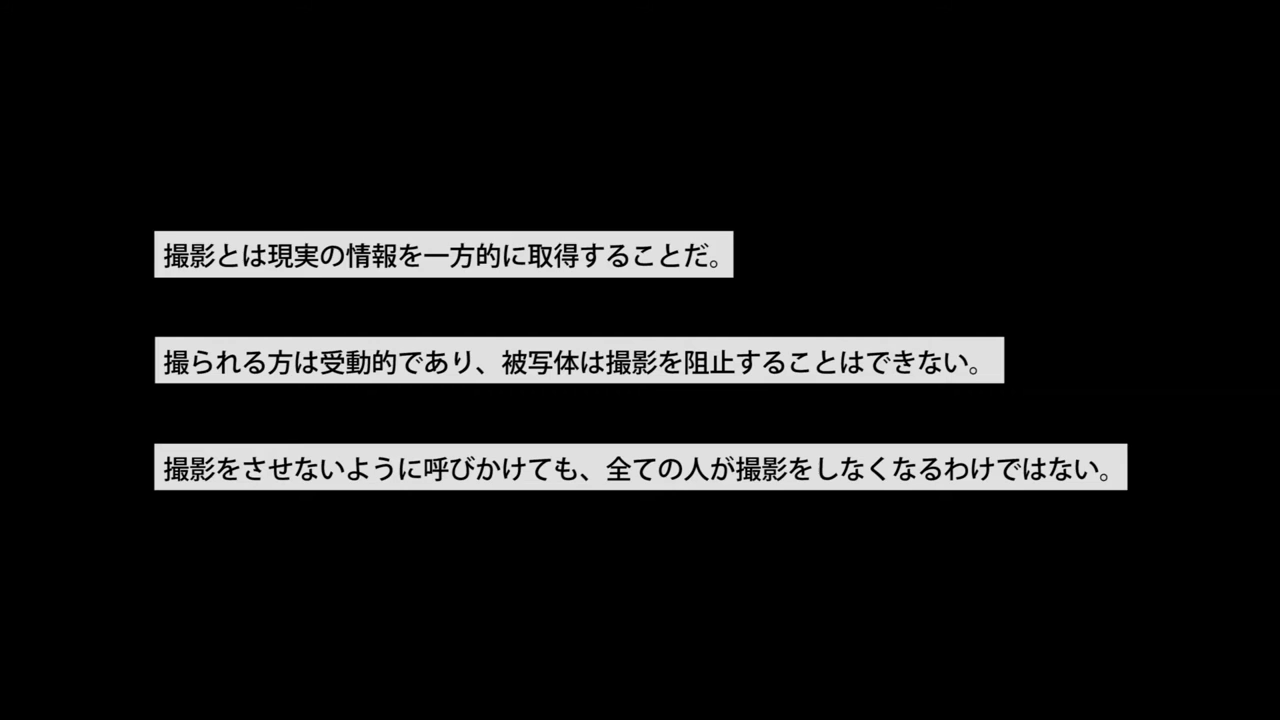 撮影とは現実の情報を一方的に取得することだ。
撮られる方は受動的であり、被写体は撮影を阻止することはできない。
撮影をさせないように呼びかけても、全ての人が撮影をしなくなるわけではない。